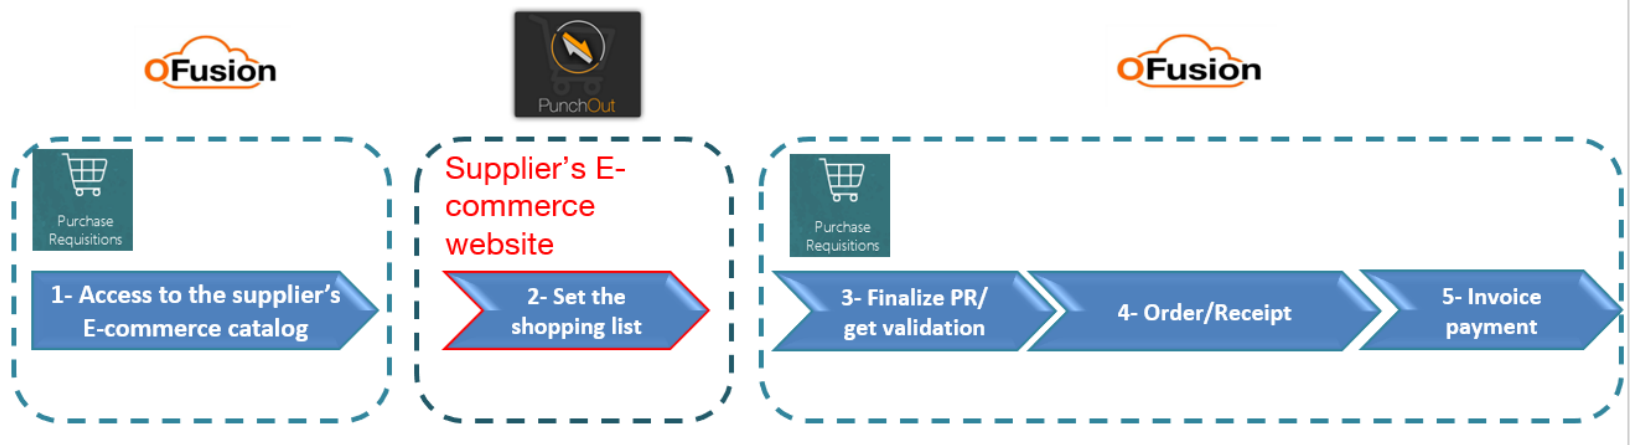 OFusion
PunchOut
OFusion
Purchase
Requisitions
1- Access to the supplier’s
E-commerce catalog
Supplier’s E-
commerce
website
2- Set the
shopping list
Purchase
Requisitions
3- Finalize PR/
get validation
4- Order/Receipt
5- Invoice
payment